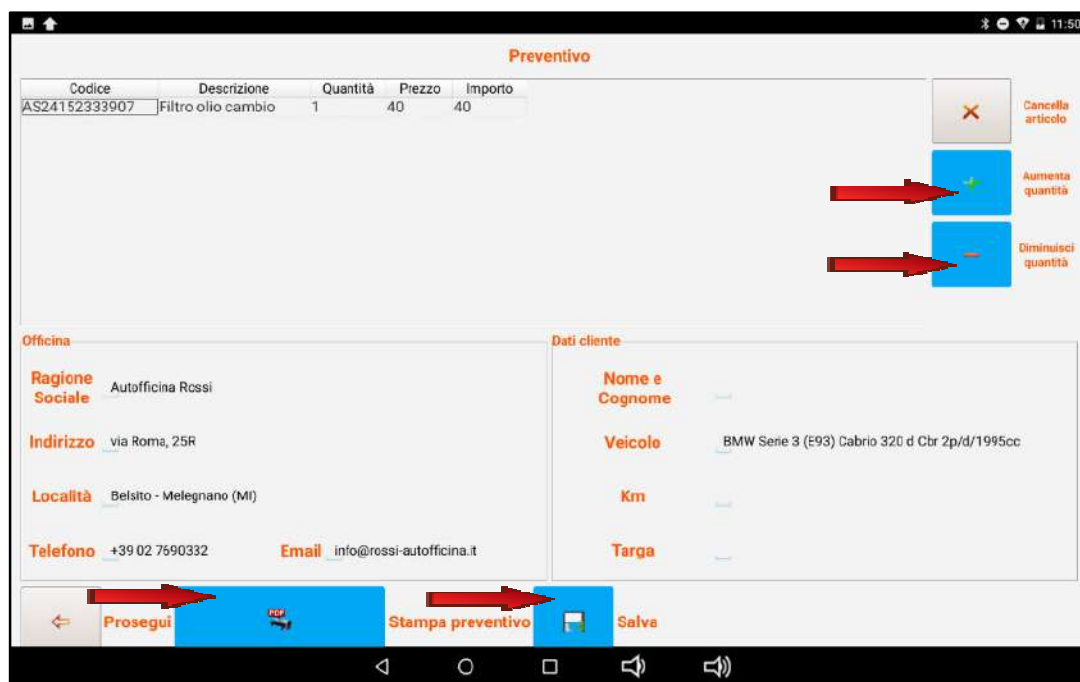 11:50
Preventivo
Codice Descrizione Quantità Prezzo Importo
AS24152333907 Filtro olio cambio 1 40 40
Cancella
articolo
Aumenta
quantità
Diminuisci
quantità
Officina
Ragione
Sociale Autofficina Rossi
Indirizzo via Roma, 25R
Località Belsito - Melegnano (MI)
Telefono +39 02 7690332 Email info@rossi-autofficina.it
Dati cliente
Nome e
Cognome
Veicolo BMW Serie 3 (E93) Cabrio 320 d Cbr 2p/d/1995cc
Km
Targa
Prosegui PDF Stampa preventivo Salva